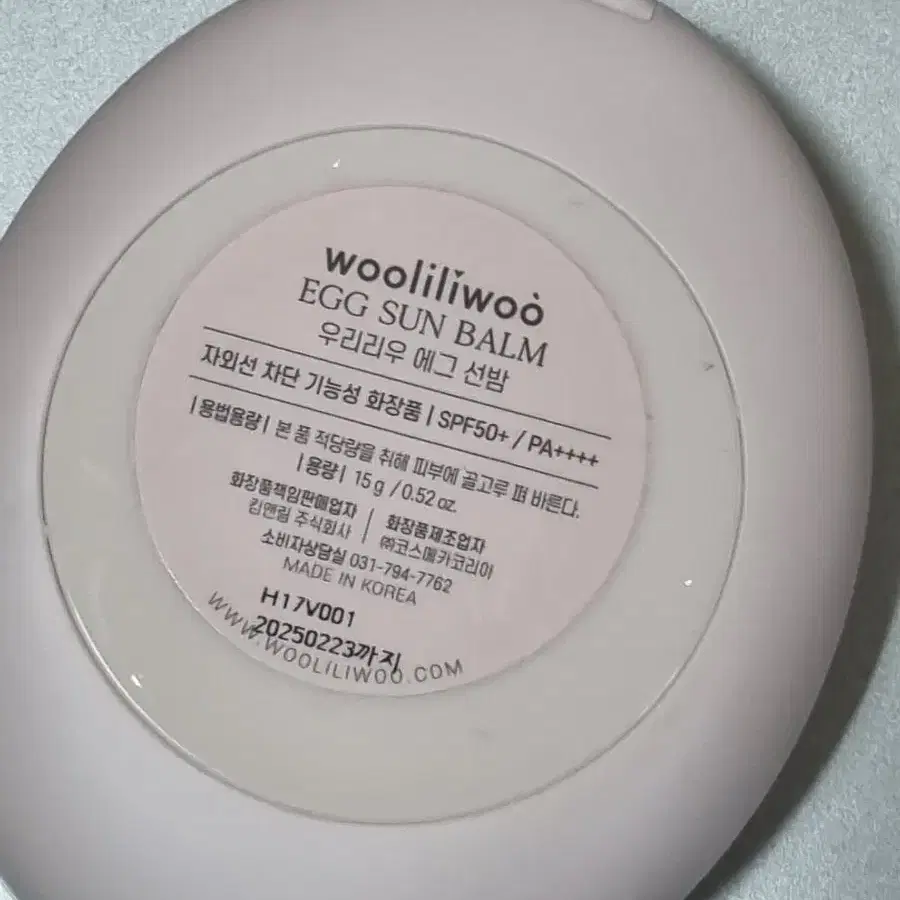 wooliliwoo
EGG SUN BALM
우리리우 에그 선밤
자외선 차단 기능성 화장품 | SPF50+ / PA++++
|용법용량| 본 품 적당량을 취해 피부에 골고루 펴 바른다.
|용량| 15g / 0.52 oz.
화장품책임판매업자 | 화장품제조업자
킴앤림 주식회사 | ㈜코스메카코리아
소비자상담실 031-794-7762
MADE IN KOREA
H17V001
20250223까지
WWW.WOOLILIWOO.COM